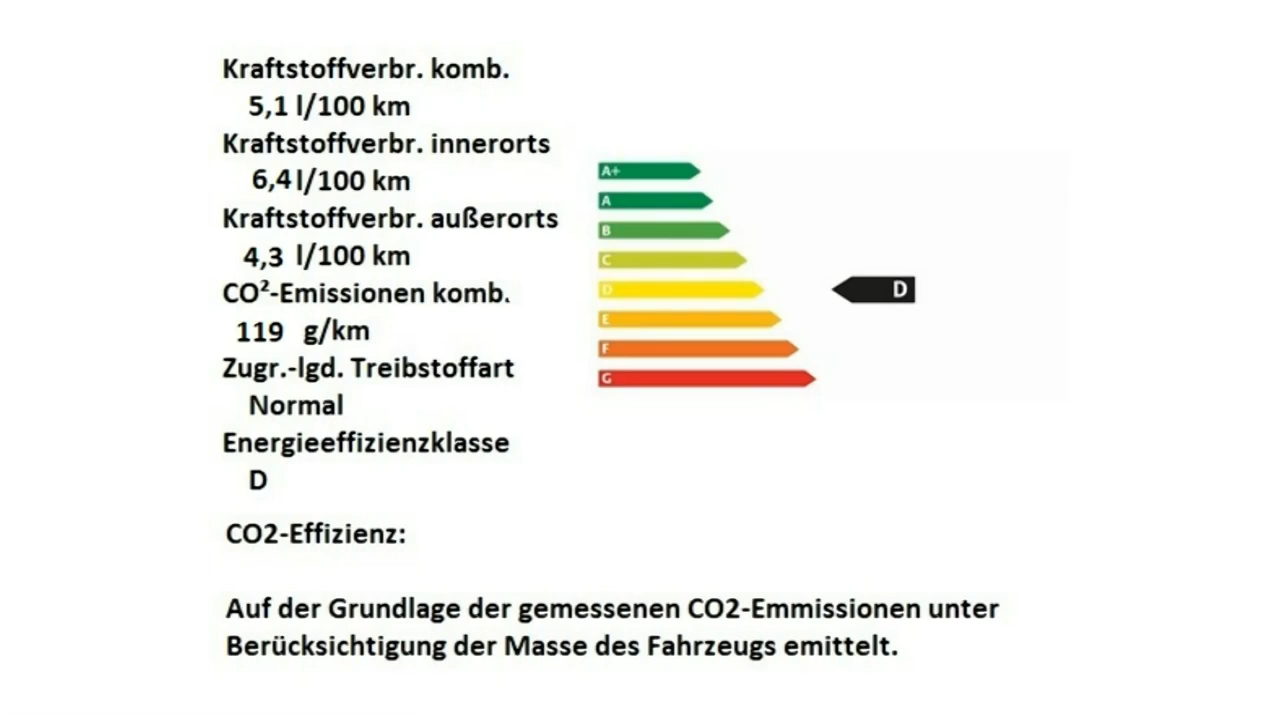 Kraftstoffverbr. komb.
5,1 l/100 km
Kraftstoffverbr. innerorts
6,4 l/100 km
Kraftstoffverbr. außerorts
4,3 l/100 km
CO²-Emissionen komb.
119 g/km
Zugr.-lgd. Treibstoffart
Normal
Energieeffizienzklasse
D
A+
A
B
C
D
E
F
G
D
CO2-Effizienz:
Auf der Grundlage der gemessenen CO2-Emmissionen unter
Berücksichtigung der Masse des Fahrzeugs emittelt.